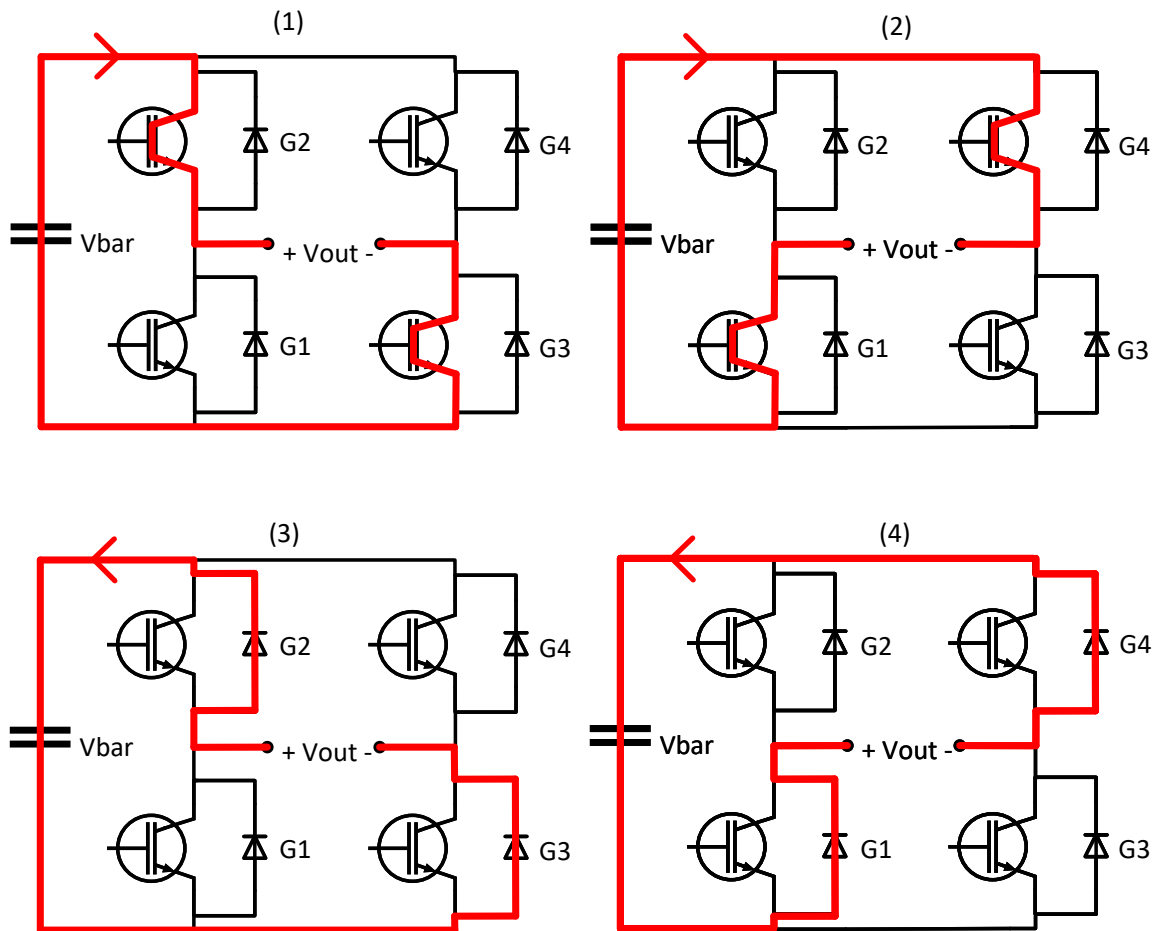 (1)
G2
G4
Vbar
+ Vout -
G1
G3
(2)
G2
G4
Vbar
+ Vout -
G1
G3
(3)
G2
G4
Vbar
+ Vout -
G1
G3
(4)
G2
G4
Vbar
+ Vout -
G1
G3